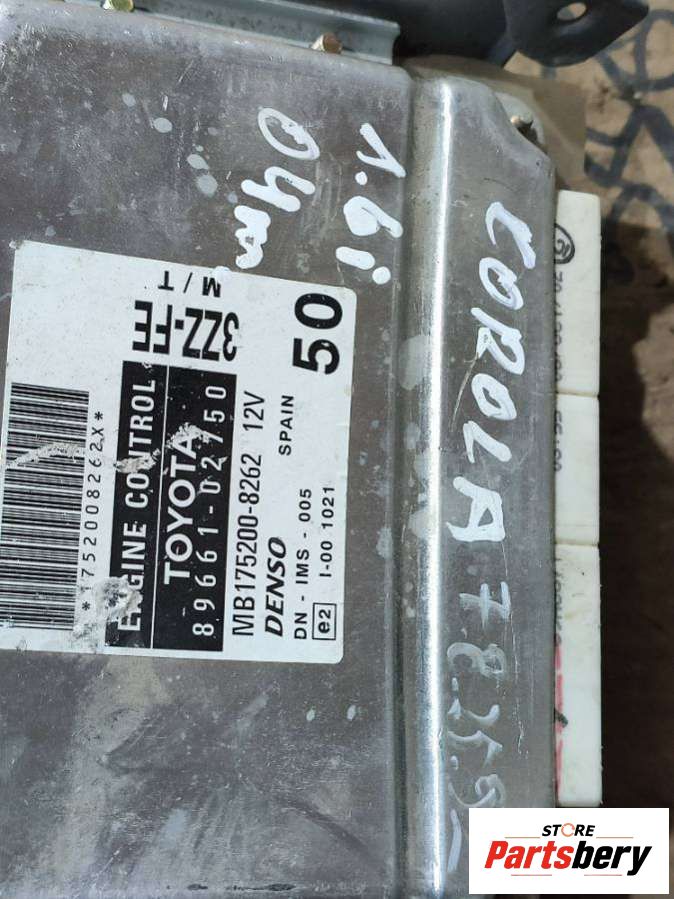 ENGINE CONTROL
TOYOTA
89661-02750
3ZZ-FE
M/T
MB175200-8262 12V
DENSO
SPAIN
DN - IMS - 005
50
e2
I-00 1021
*1752008262X*
04m
1.6i
COROLA
STORE
Partsbery